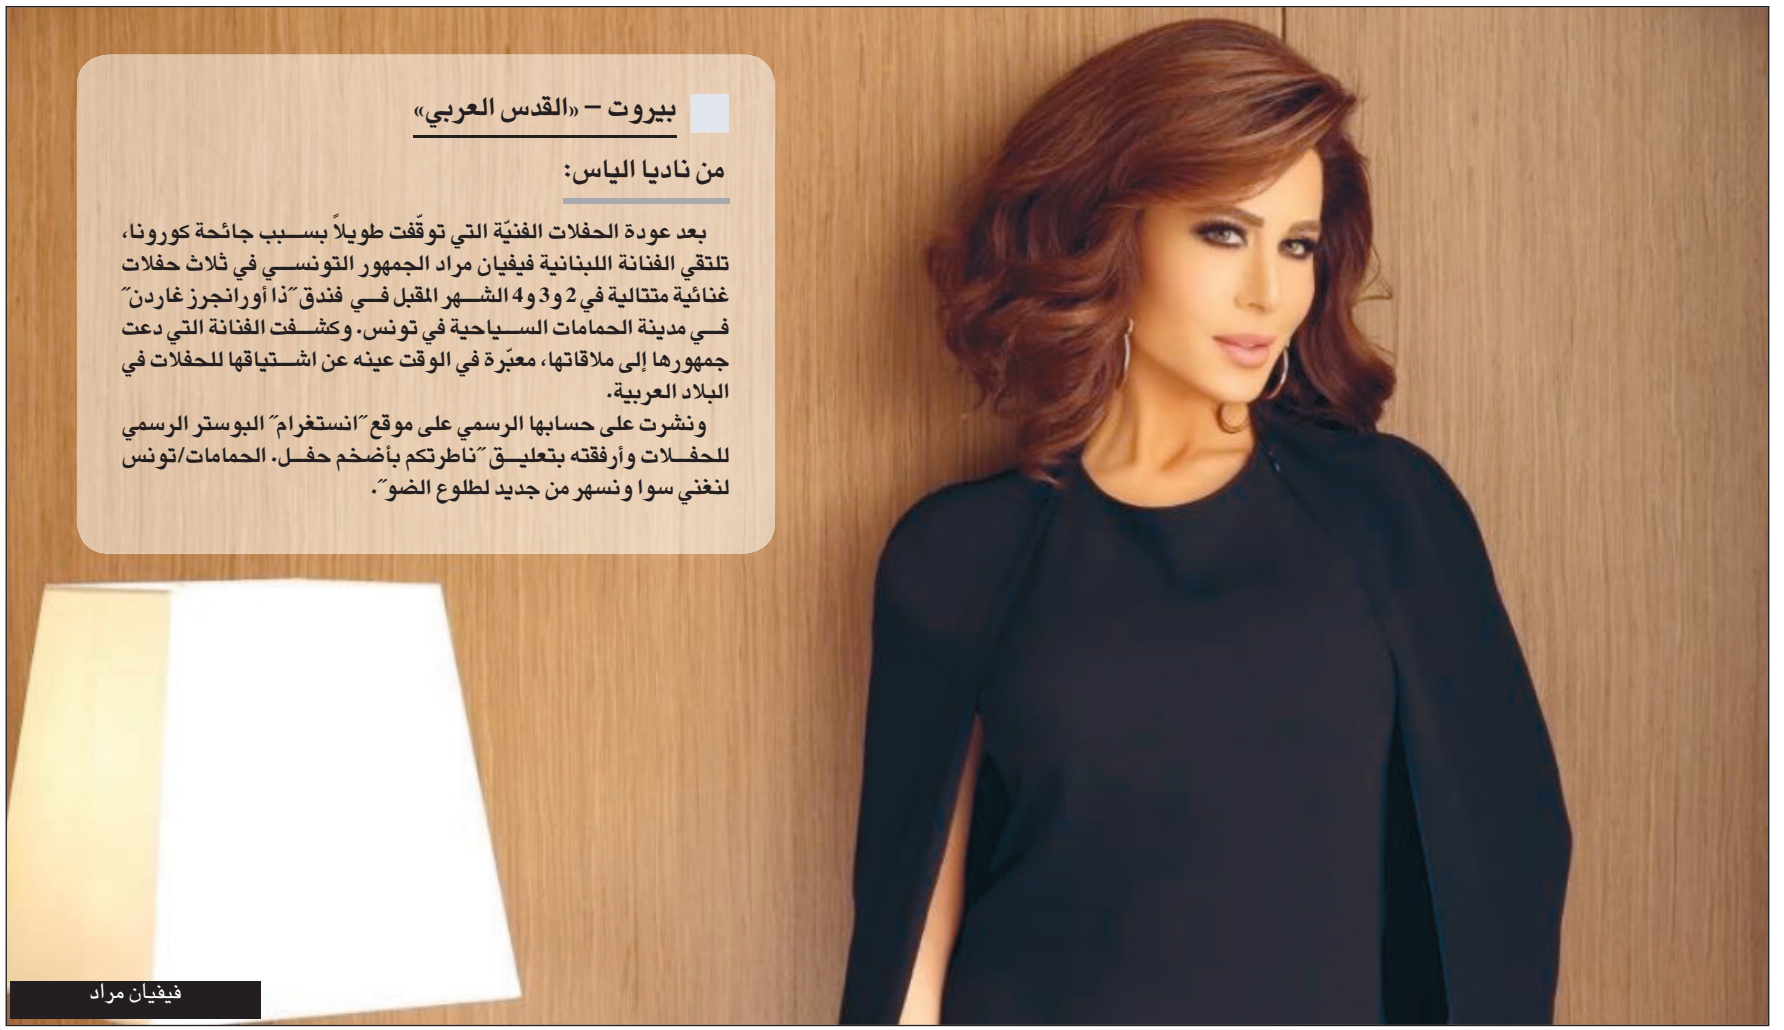 بيروت – «القدس العربي»
من ناديا الياس:
بعد عودة الحفلات الفنيّة التي توقّفت طويلاً بسبب جائحة كورونا،
تلتقي الفنانة اللبنانية فيفيان مراد الجمهور التونسي في ثلاث حفلات
غنائية متتالية في 2 و3 و4 الشهر المقبل في فندق ˝ذا أورانجرز غاردن˝
في مدينة الحمامات السياحية في تونس. وكشفت الفنانة التي دعت
جمهورها إلى ملاقاتها، معبّرة في الوقت عينه عن اشتياقها للحفلات في
البلاد العربية.
ونشرت على حسابها الرسمي على موقع ˝انستغرام˝ البوستر الرسمي
للحفلات وأرفقته بتعليق ˝ناطرتكم بأضخم حفل. الحمامات/تونس
لنغني سوا ونسهر من جديد لطلوع الضو˝.
فيفيان مراد